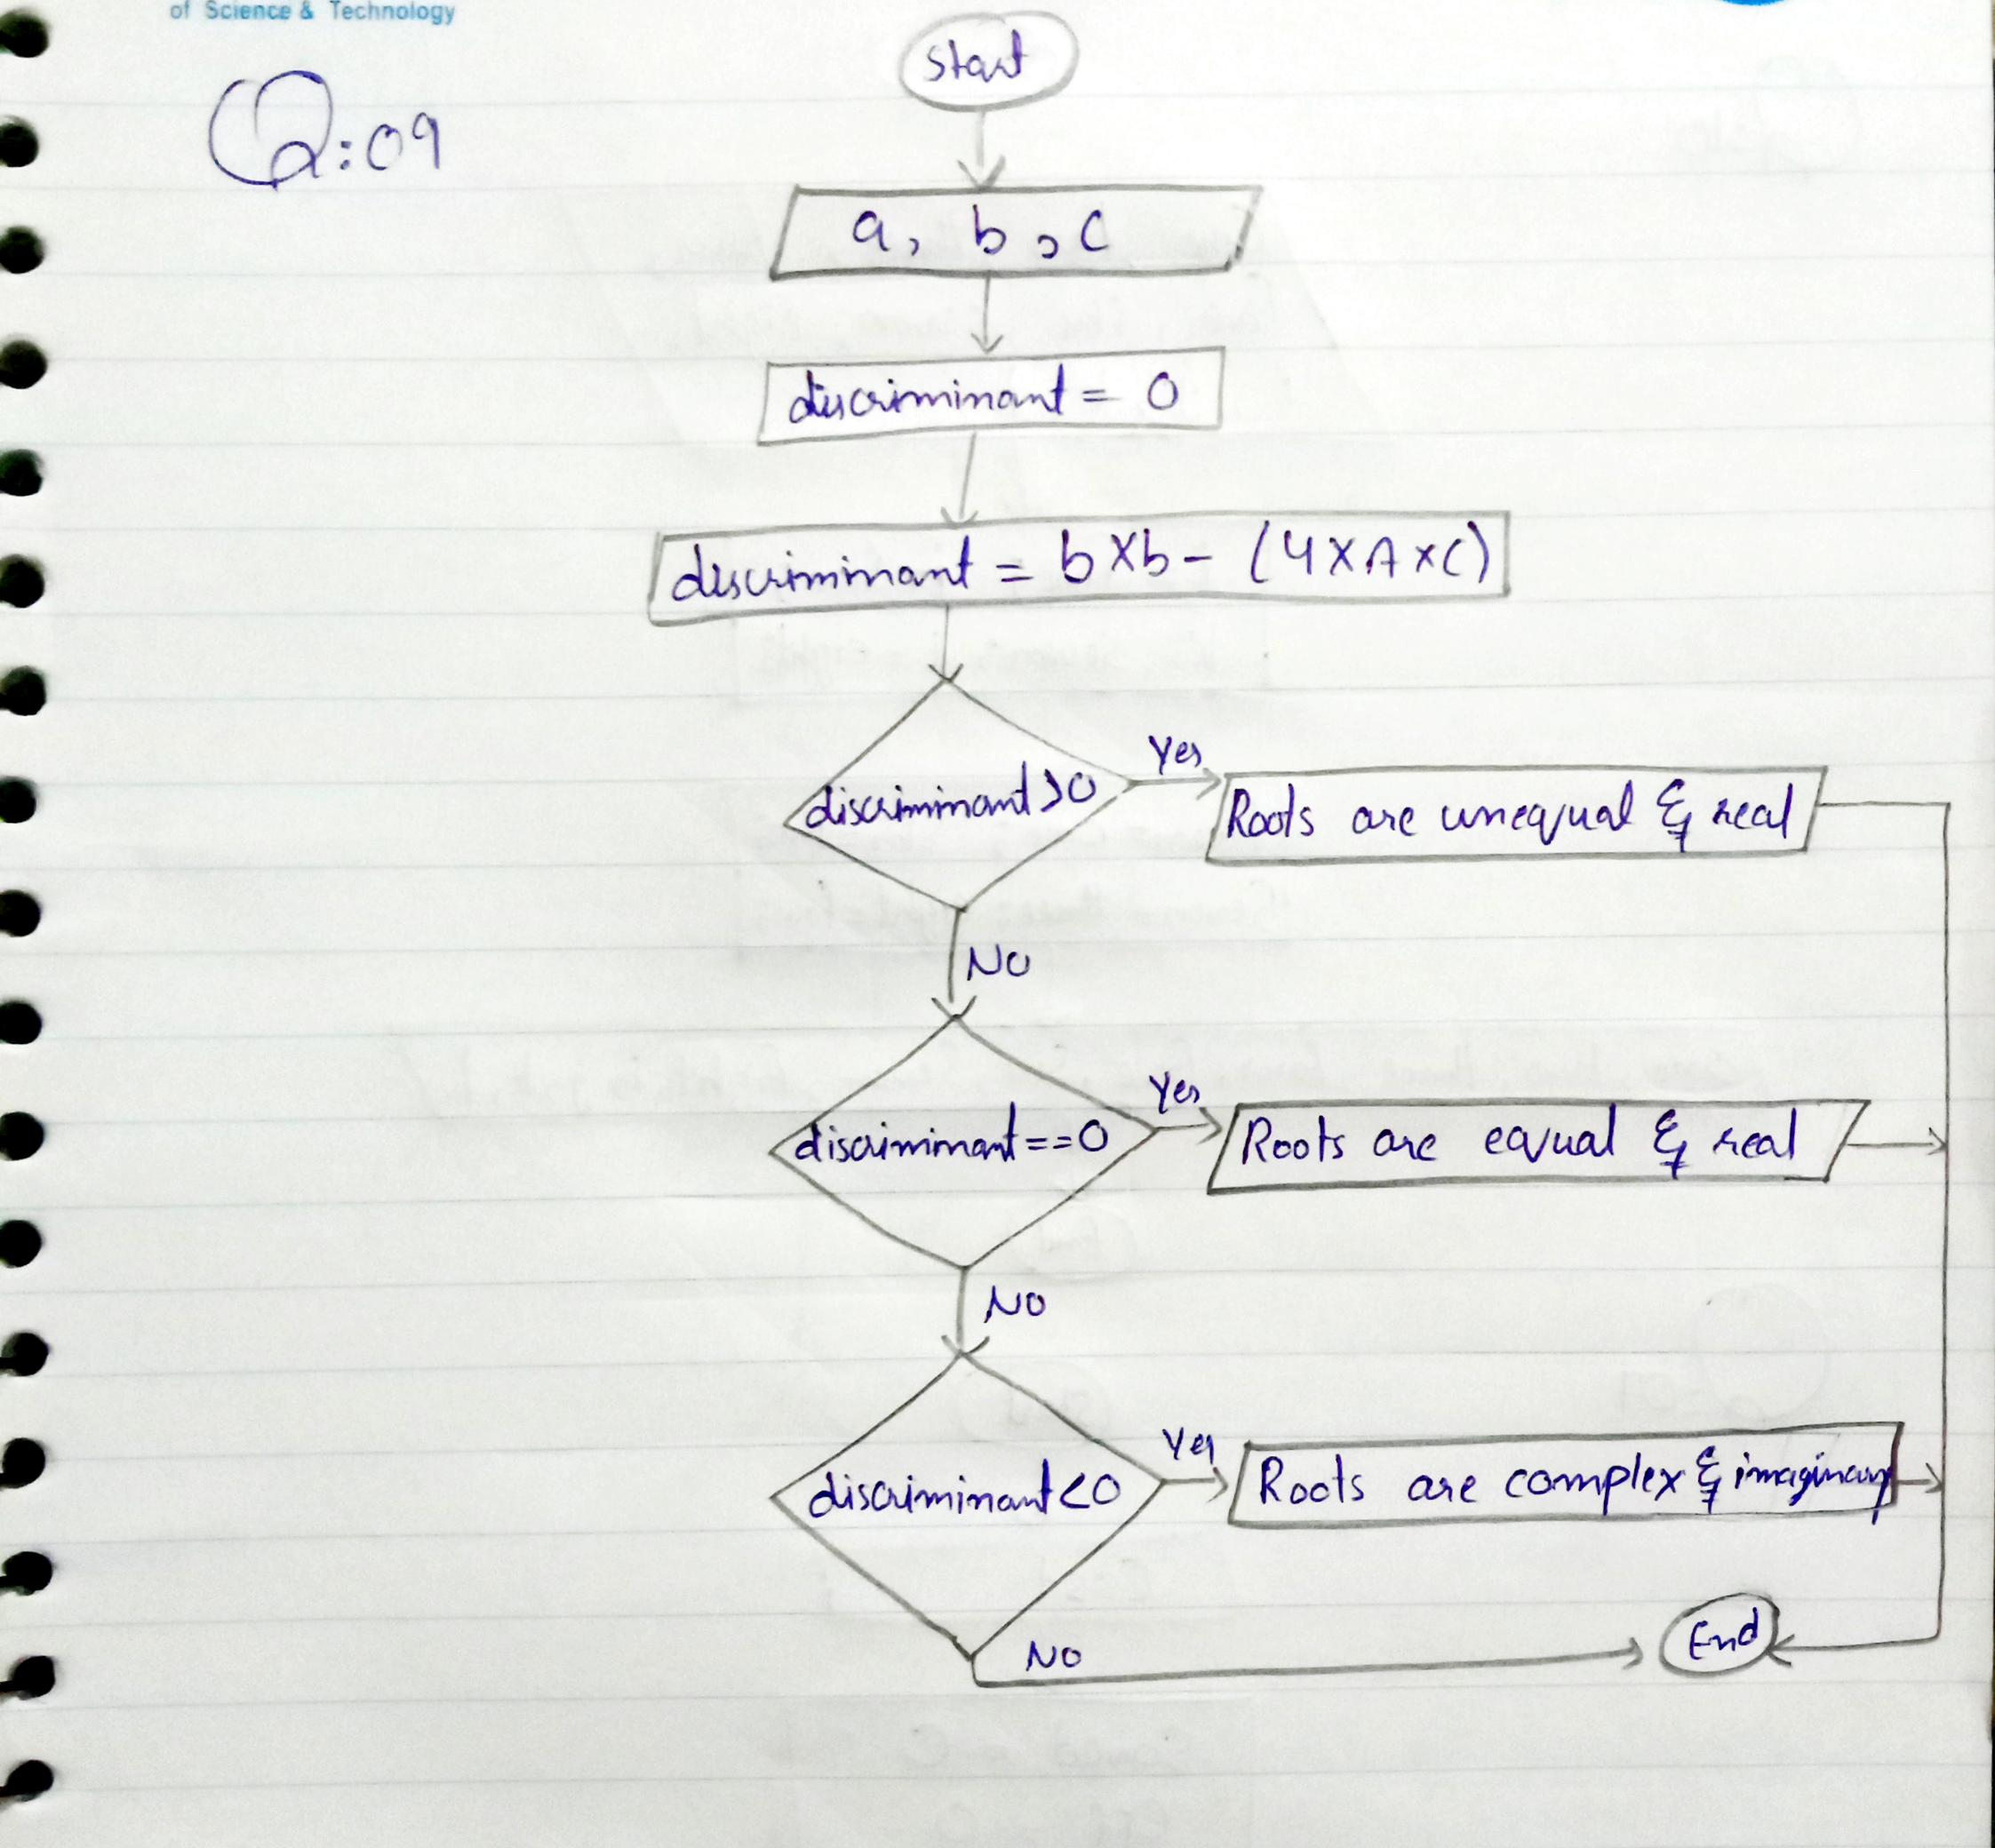 of Science & Technology
Q:09
Start
a, b, c
discriminant = 0
discriminant = b×b - (4×A×C)
discriminant>0
Yes
Roots are unequal & real
No
discriminant==0
Yes
Roots are equal & real
No
discriminant<0
Yes
Roots are complex & imaginary
No
End